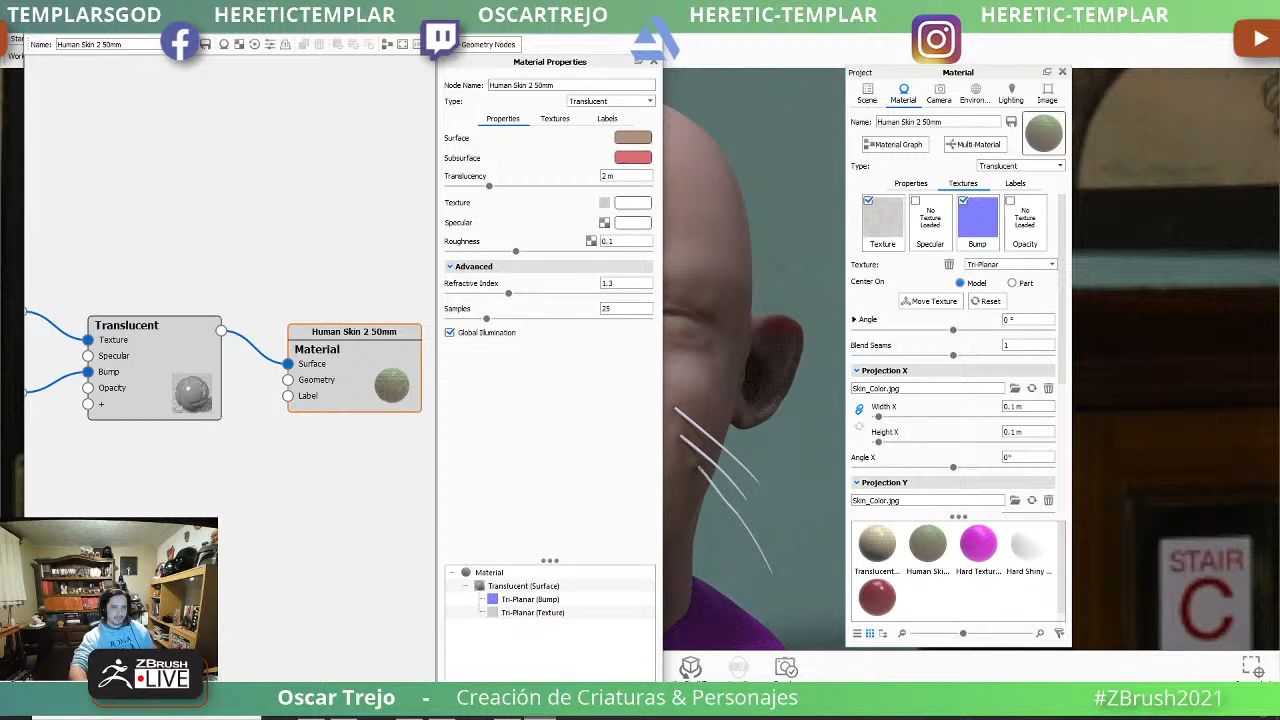 TEMPLARSGOD
HERETICTEMPLAR
OSCARTREJO
HERETIC-TEMPLAR
HERETIC-TEMPLAR
Name: Human Skin 2 50mm
Geometry Nodes
Translucent
Texture
Specular
Bump
Opacity
+
Human Skin 2 50mm
Material
Surface
Geometry
Label
Material Properties
Node Name: Human Skin 2 50mm
Type: Translucent
Properties Textures Labels
Surface
Subsurface
Translucency 2 m
Texture
Specular
Roughness 0.1
Advanced
Refractive Index 1.3
Samples 25
Global Illumination
Material
Translucent (Surface)
Tri-Planar (Bump)
Tri-Planar (Texture)
Project Material
Scene Material Camera Environ... Lighting Image
Name: Human Skin 2 50mm
Material Graph Multi-Material
Type: Translucent
Properties Textures Labels
No Texture Loaded
No Texture Loaded
Texture Specular Bump Opacity
Texture: Tri-Planar
Center On Model Part
Move Texture Reset
Angle 0 °
Blend Seams 1
Projection X
Skin_Color.jpg
Width X 0.1 m
Height X 0.1 m
Angle X 0°
Projection Y
Skin_Color.jpg
Translucent... Human Ski... Hard Textur... Hard Shiny ...
STAIR
C
ZBRUSH
LIVE
Oscar Trejo - Creación de Criaturas & Personajes #ZBrush2021